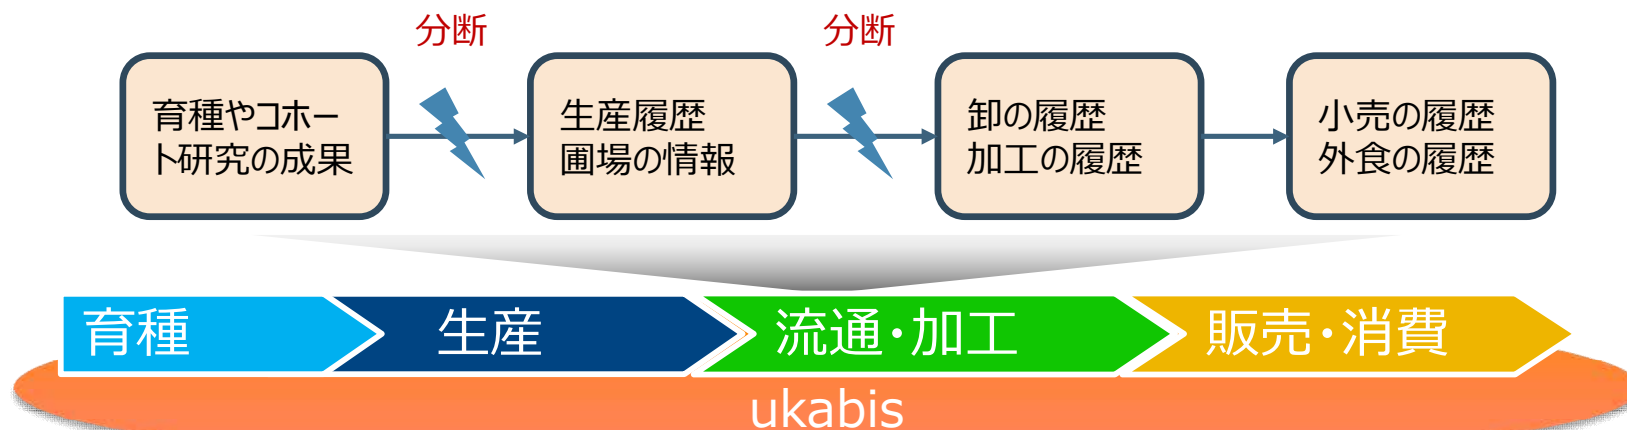 分断
分断
育種やコホー
ト研究の成果
生産履歴
圃場の情報
卸の履歴
加工の履歴
小売の履歴
外食の履歴
育種
生産
流通・加工
販売・消費
ukabis